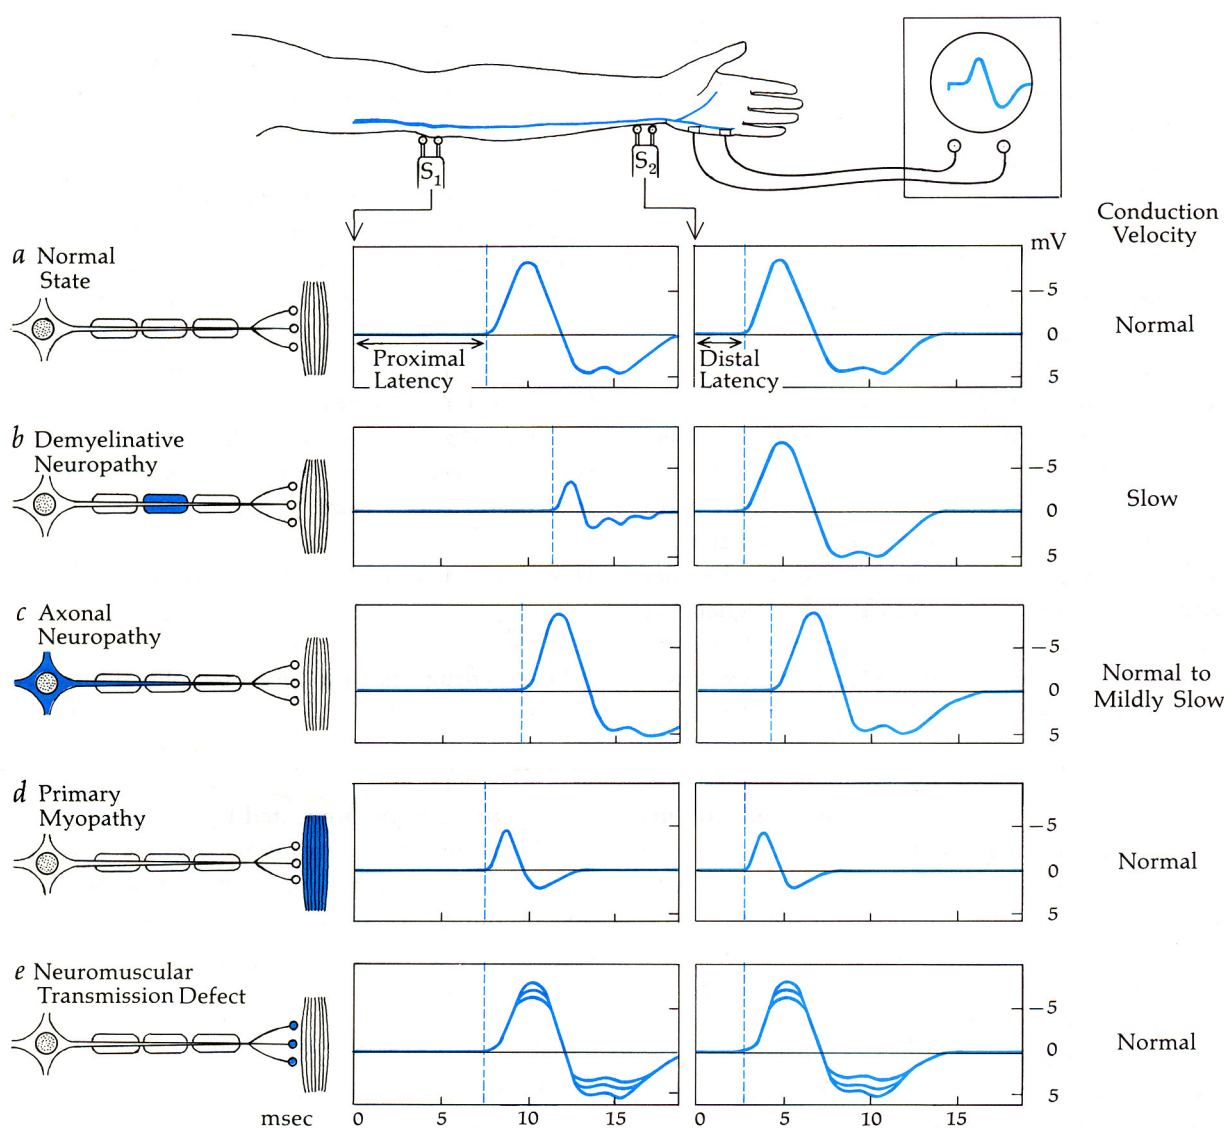 S1
S2
Conduction
Velocity
a Normal
State
mV
—5
0
5
Proximal
Latency
Distal
Latency
Normal
b Demyelinative
Neuropathy
—5
0
5
Slow
c Axonal
Neuropathy
—5
0
5
Normal to
Mildly Slow
d Primary
Myopathy
—5
0
5
Normal
e Neuromuscular
Transmission Defect
—5
0
5
Normal
msec
0 5 10 15
0 5 10 15